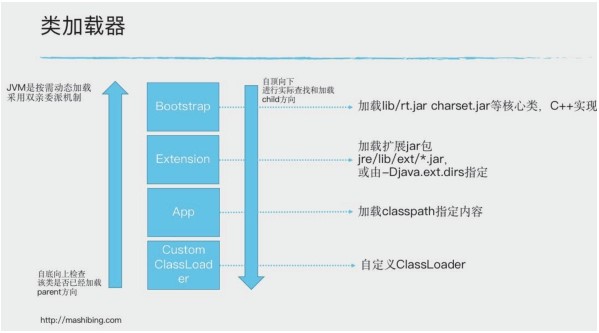 类加载器
JVM是按需动态加载
采用双亲委派机制
自顶向下
进行实际查找和加载
child方向
Bootstrap
加载lib/rt.jar charset.jar等核心类，C++实现
Extension
加载扩展jar包
jre/lib/ext/*.jar，
或由-Djava.ext.dirs指定
App
加载classpath指定内容
Custom
ClassLoad
er
自定义ClassLoader
自底向上检查
该类是否已经加载
parent方向
http://mashibing.com